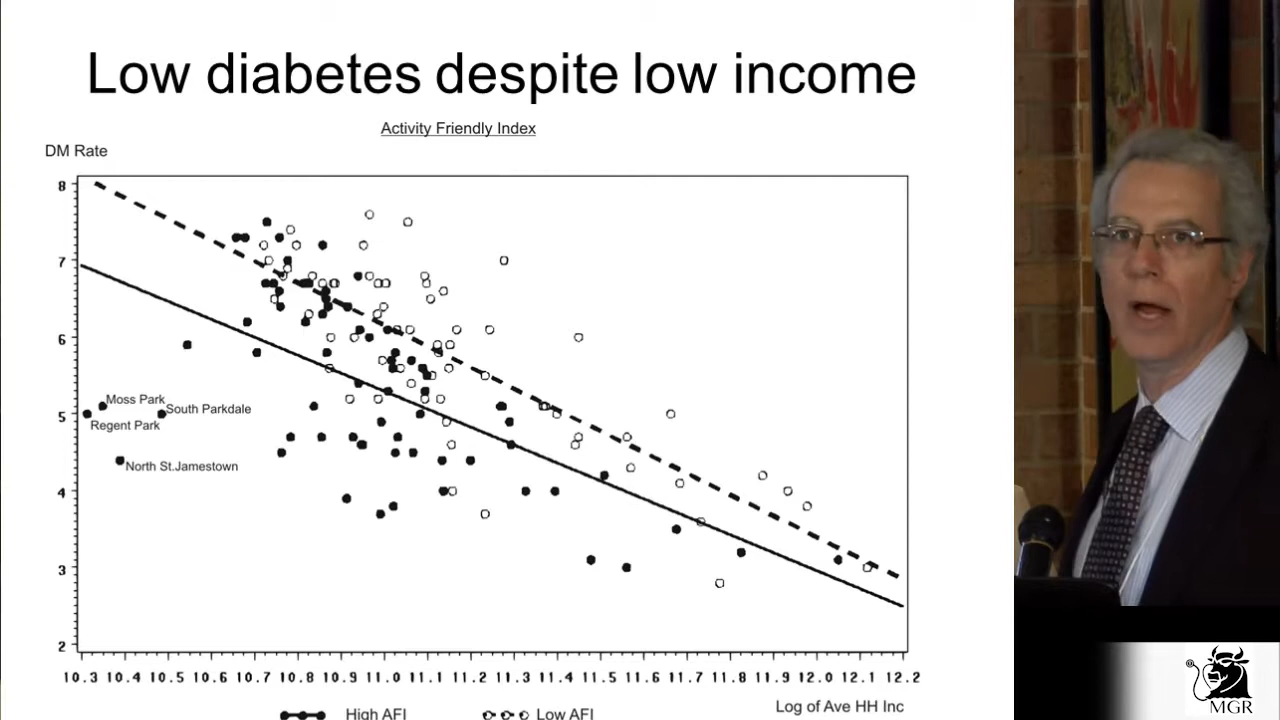 Low diabetes despite low income
Activity Friendly Index
DM Rate
8
7
6
5
4
3
2
Moss Park
South Parkdale
Regent Park
North St.Jamestown
10.3 10.4 10.5 10.6 10.7 10.8 10.9 11.0 11.1 11.2 11.3 11.4 11.5 11.6 11.7 11.8 11.9 12.0 12.1 12.2
Log of Ave HH Inc
High AFI
Low AFI
MGR